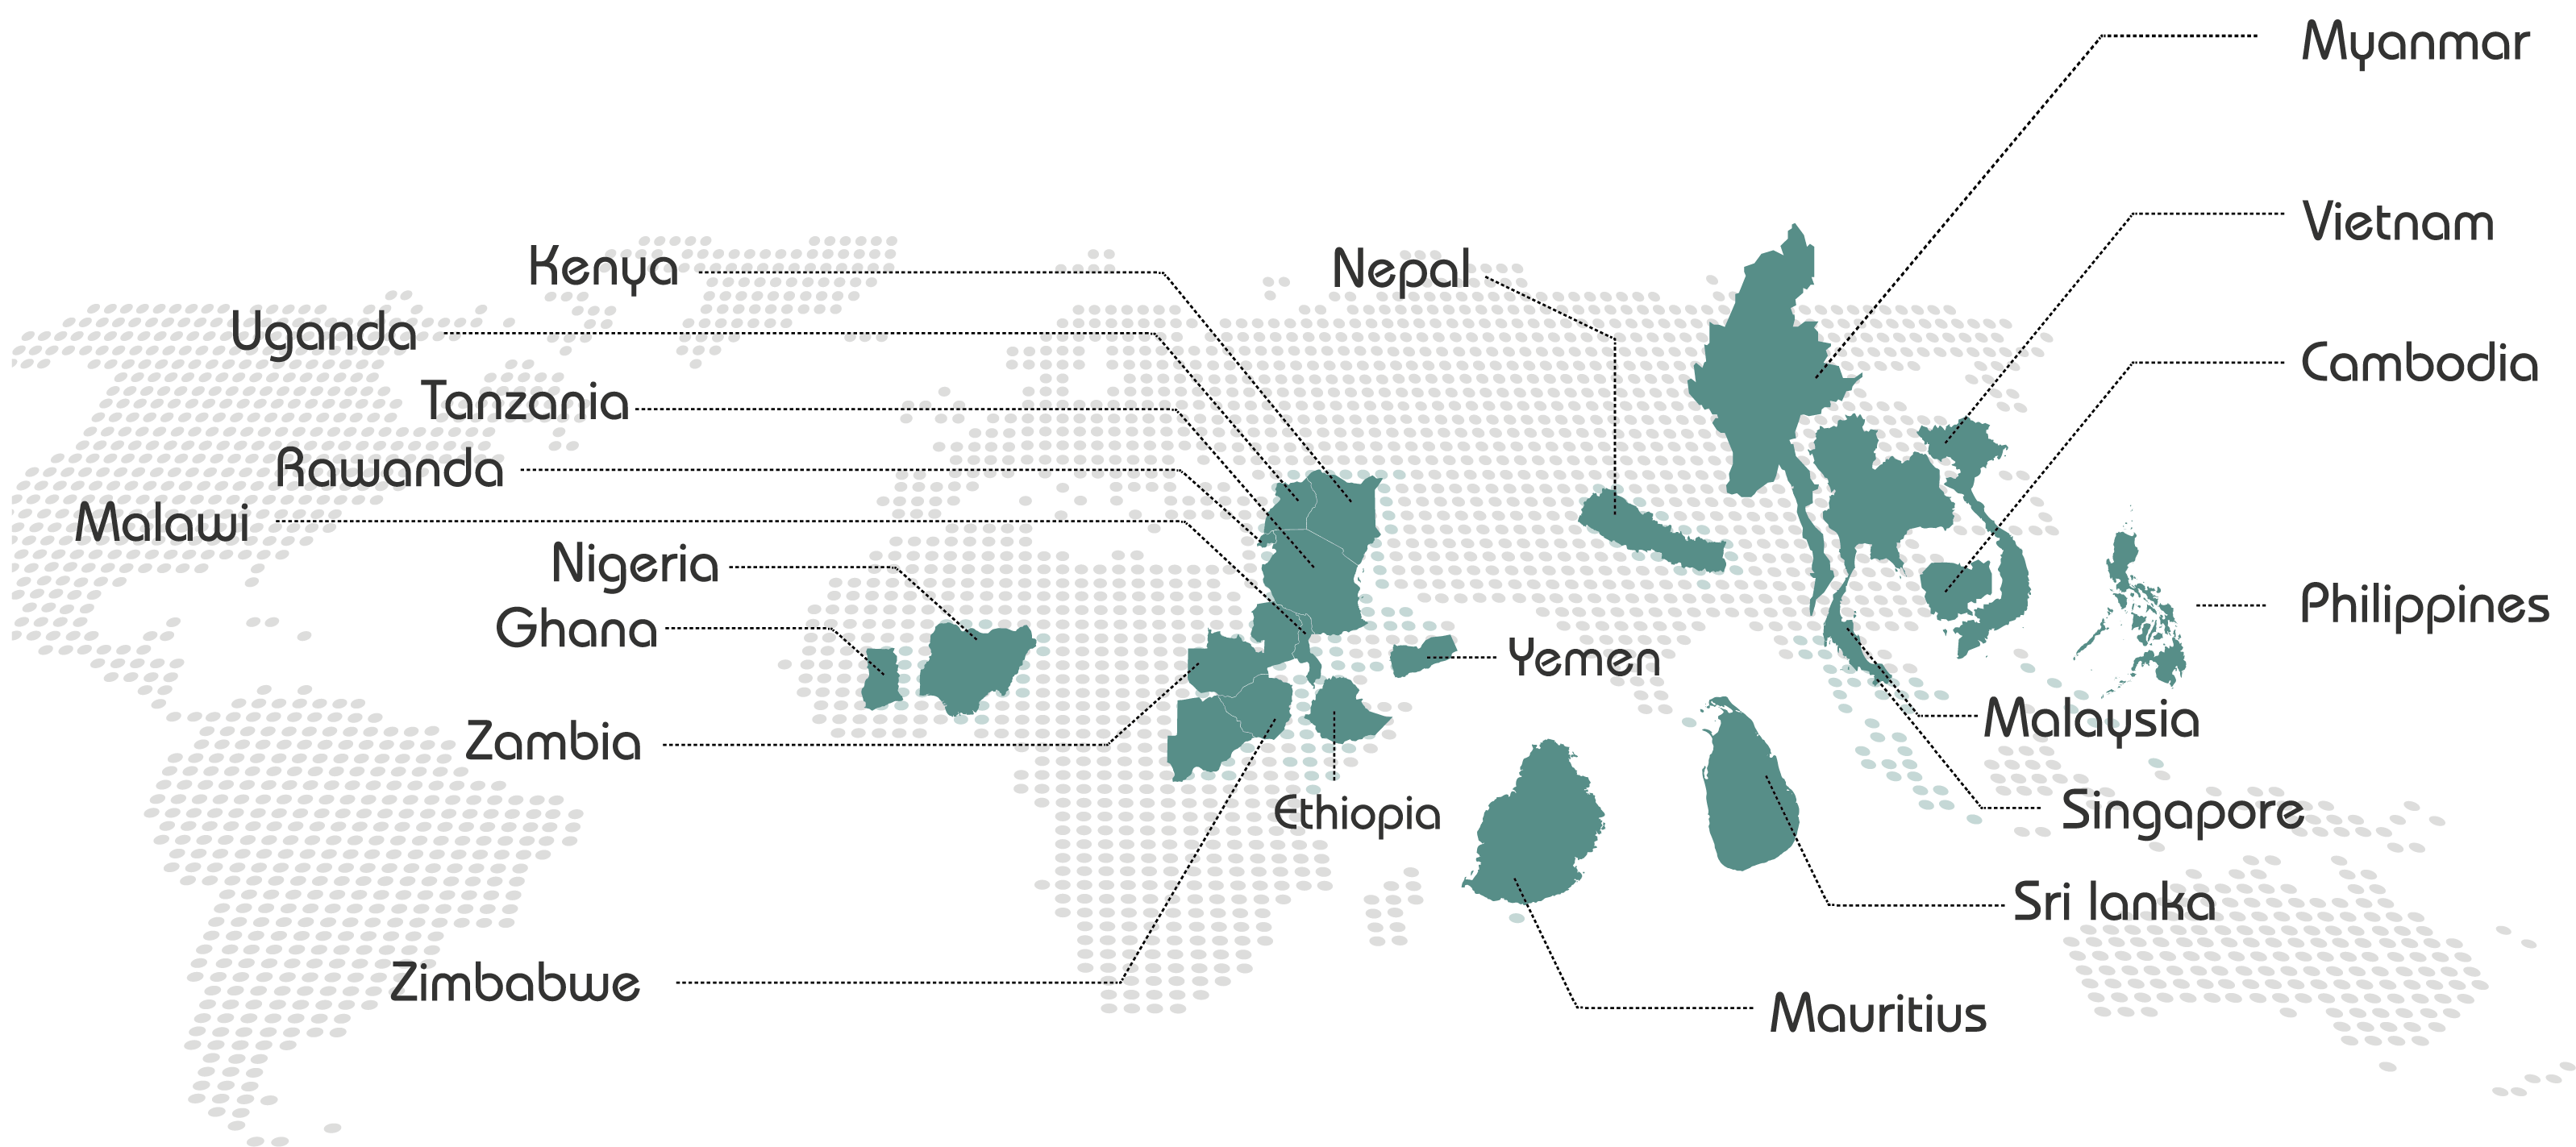 Myanmar
Vietnam
Kenya
Nepal
Uganda
Cambodia
Tanzania
Rawanda
Malawi
Nigeria
Philippines
Ghana
Yemen
Malaysia
Zambia
Singapore
Ethiopia
Sri lanka
Zimbabwe
Mauritius